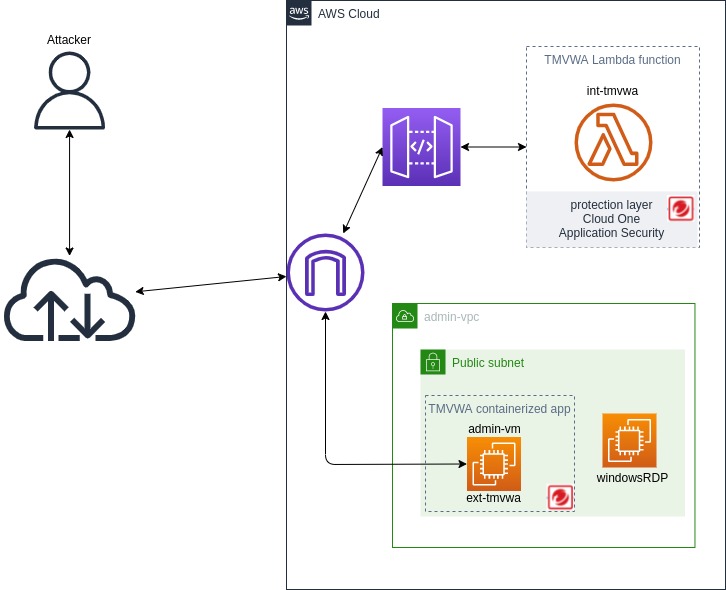 Attacker
aws
AWS Cloud
TMVWA Lambda function
int-tmvwa
</>
protection layer
Cloud One
Application Security
admin-vpc
Public subnet
TMVWA containerized app
admin-vm
ext-tmvwa
windowsRDP